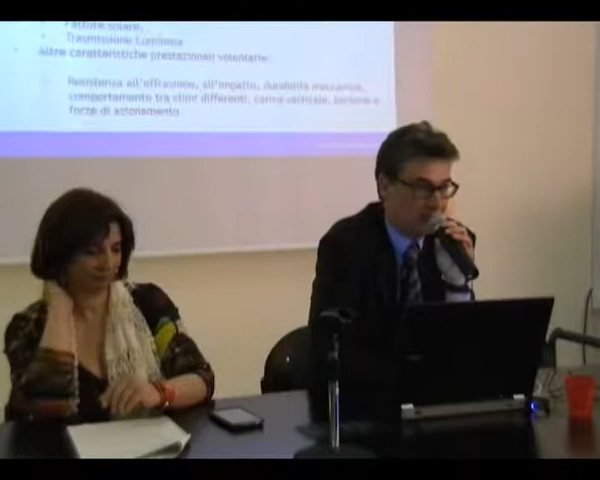 Fattore solare,
Trasmissione Luminosa
Altre caratteristiche prestazionali volontarie:
Resistenza all'effrazione, all'impatto, durabilità meccanica,
comportamento tra climi differenti, carico verticale, torsione e
forze di azionamento